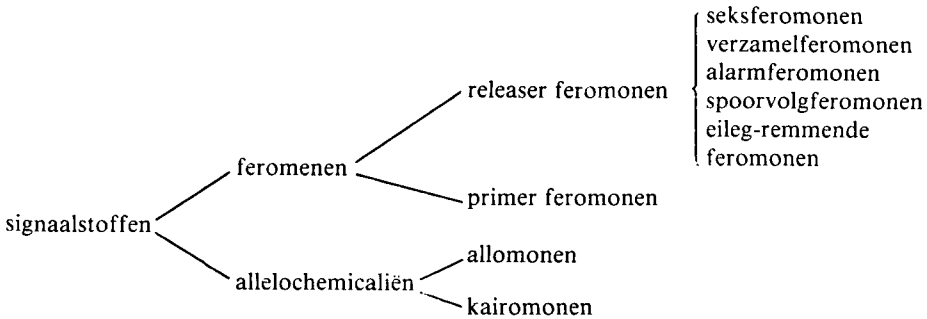 seksferomonen
verzamelferomonen
alarmferomonen
releaser feromonen
spoorvolgferomonen
eileg-remmende
feromonen
feromenen
primer feromonen
signaalstoffen
allomonen
allelochemicaliën
kairomonen